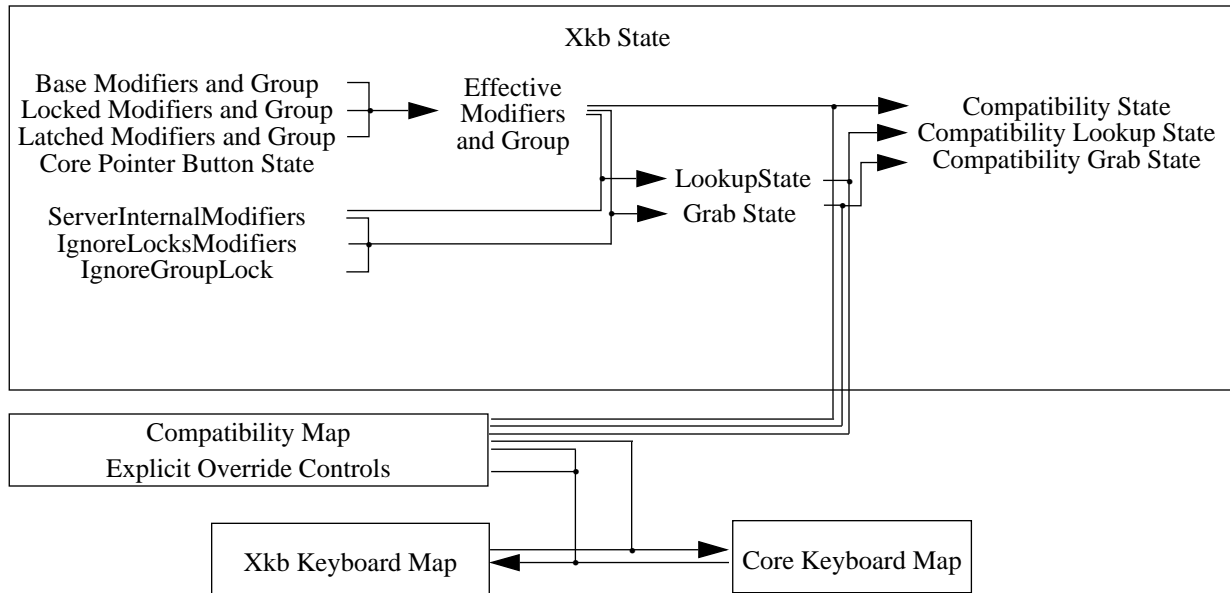 Xkb State
Base Modifiers and Group
Locked Modifiers and Group
Latched Modifiers and Group
Core Pointer Button State
Effective
Modifiers
and Group
Compatibility State
Compatibility Lookup State
Compatibility Grab State
LookupState
Grab State
ServerInternalModifiers
IgnoreLocksModifiers
IgnoreGroupLock
Compatibility Map
Explicit Override Controls
Xkb Keyboard Map
Core Keyboard Map